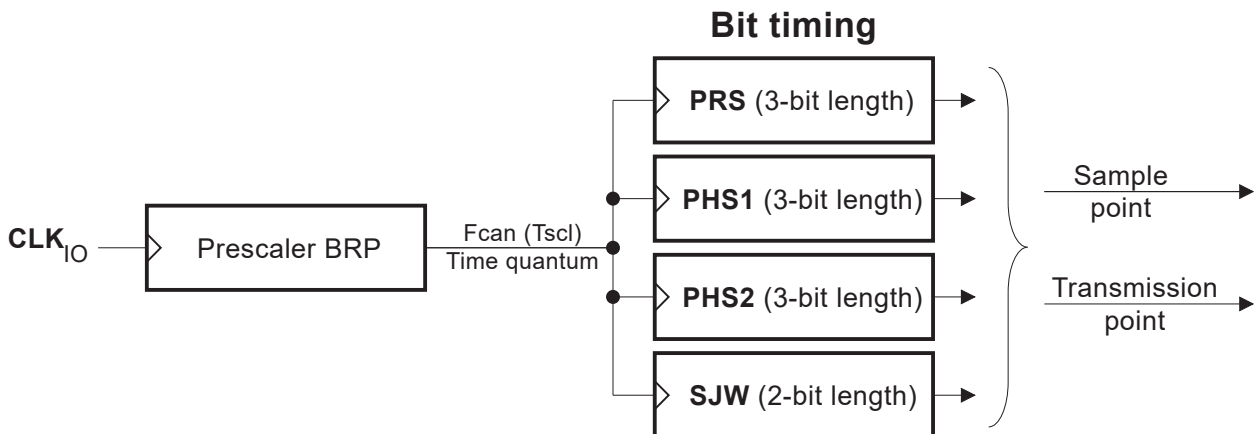 Bit timing
PRS (3-bit length)
PHS1 (3-bit length)
Sample
point
CLKIO
Prescaler BRP
Fcan (Tscl)
Time quantum
PHS2 (3-bit length)
Transmission
point
SJW (2-bit length)